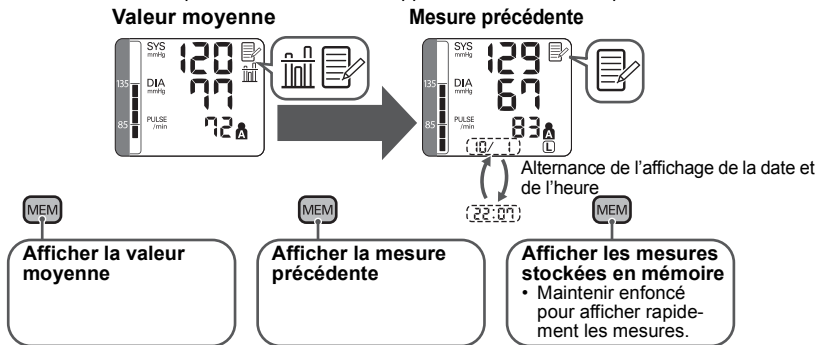 Valeur moyenne
Mesure précédente
SYS
mmHg
120
135
DIA
mmHg
77
85
PULSE
/min
72
A
SYS
mmHg
129
135
DIA
mmHg
67
85
PULSE
/min
83
A
10/ 1
L
Alternance de l'affichage de la date et
de l'heure
22:07
MEM
MEM
MEM
Afficher la valeur
moyenne
Afficher la mesure
précédente
Afficher les mesures
stockées en mémoire
• Maintenir enfoncé
pour afficher rapide-
ment les mesures.